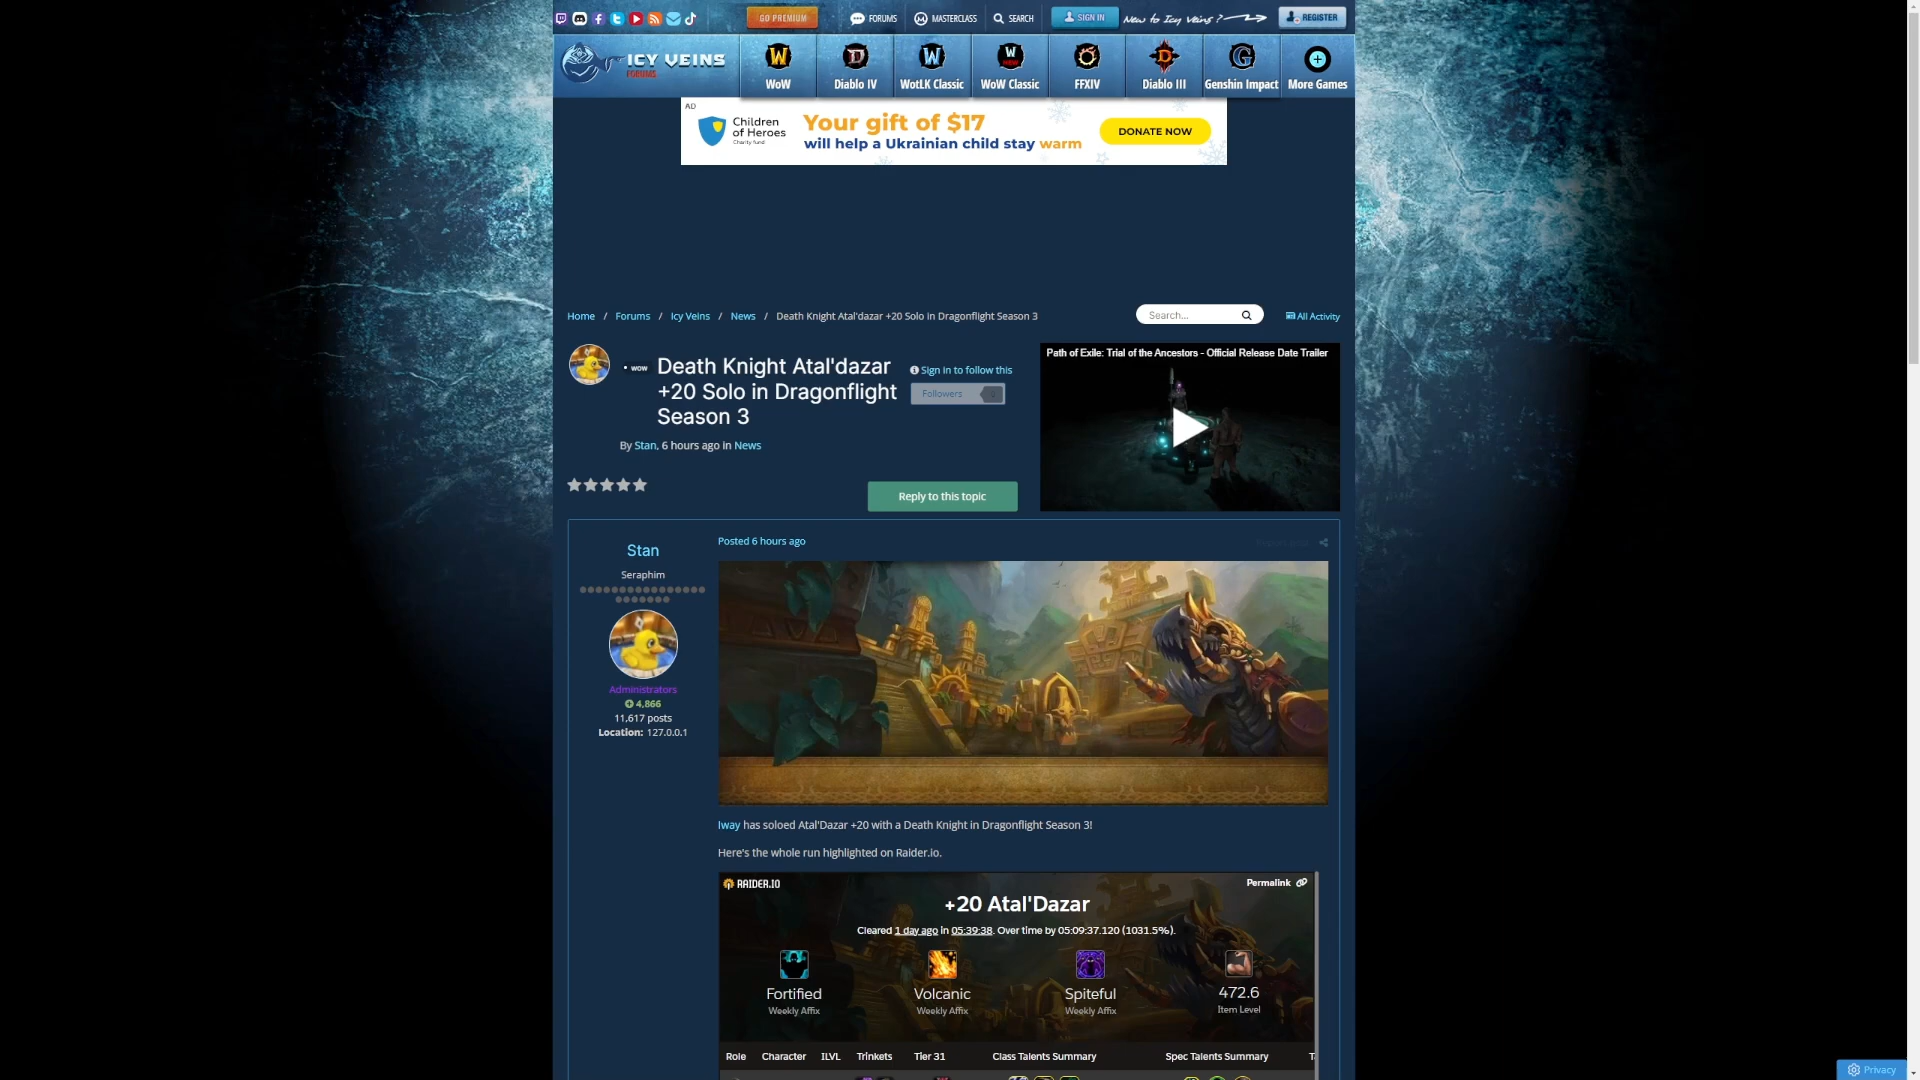 GO PREMIUM
FORUMS
MASTERCLASS
SEARCH
SIGN IN
New to Icy Veins ?
REGISTER
ICY VEINS
FORUMS
WoW
Diablo IV
WotLK Classic
WoW Classic
FFXIV
Diablo III
Genshin Impact
More Games
AD
Children
of Heroes
Charity fund
Your gift of $17
will help a Ukrainian child stay warm
DONATE NOW
Home / Forums / Icy Veins / News / Death Knight Atal'dazar +20 Solo in Dragonflight Season 3
Search...
All Activity
WOW
Death Knight Atal'dazar
+20 Solo in Dragonflight
Season 3
Sign in to follow this
Followers
By Stan, 6 hours ago in News
Path of Exile: Trial of the Ancestors - Official Release Date Trailer
Reply to this topic
Stan
Seraphim
Administrators
4,866
11,617 posts
Location: 127.0.0.1
Posted 6 hours ago
Iway has soloed Atal'Dazar +20 with a Death Knight in Dragonflight Season 3!
Here's the whole run highlighted on Raider.io.
RAIDER.IO
Permalink
+20 Atal'Dazar
Cleared 1 day ago in 05:39:38. Over time by 05:09:37.120 (1031.5%).
Fortified
Weekly Affix
Volcanic
Weekly Affix
Spiteful
Weekly Affix
472.6
Item Level
Role Character ILVL Trinkets Tier 31 Class Talents Summary Spec Talents Summary
Privacy